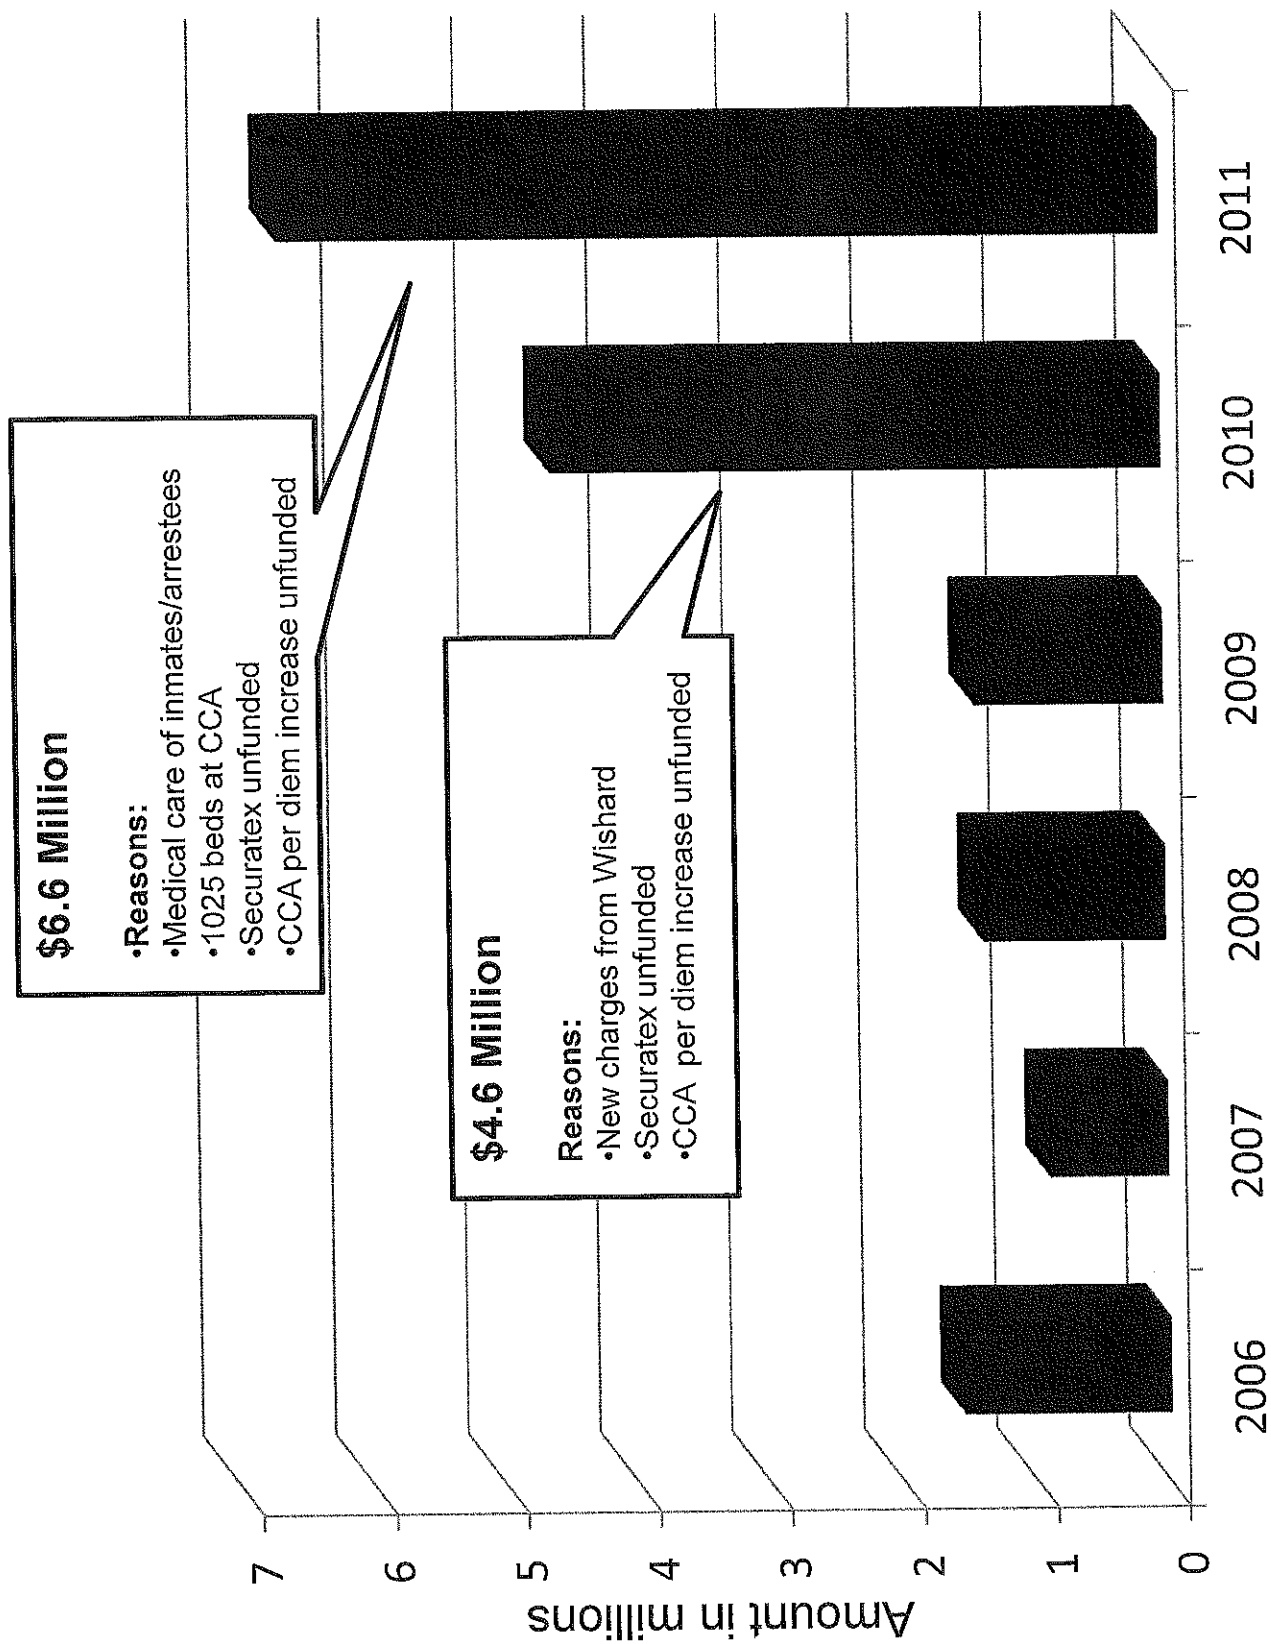 $6.6 Million
•Reasons:
•Medical care of inmates/arrestees
•1025 beds at CCA
•Securatex unfunded
•CCA per diem increase unfunded
$4.6 Million
Reasons:
•New charges from Wishard
•Securatex unfunded
•CCA per diem increase unfunded
Amount in millions
7
6
5
4
3
2
1
0
2006 2007 2008 2009 2010 2011